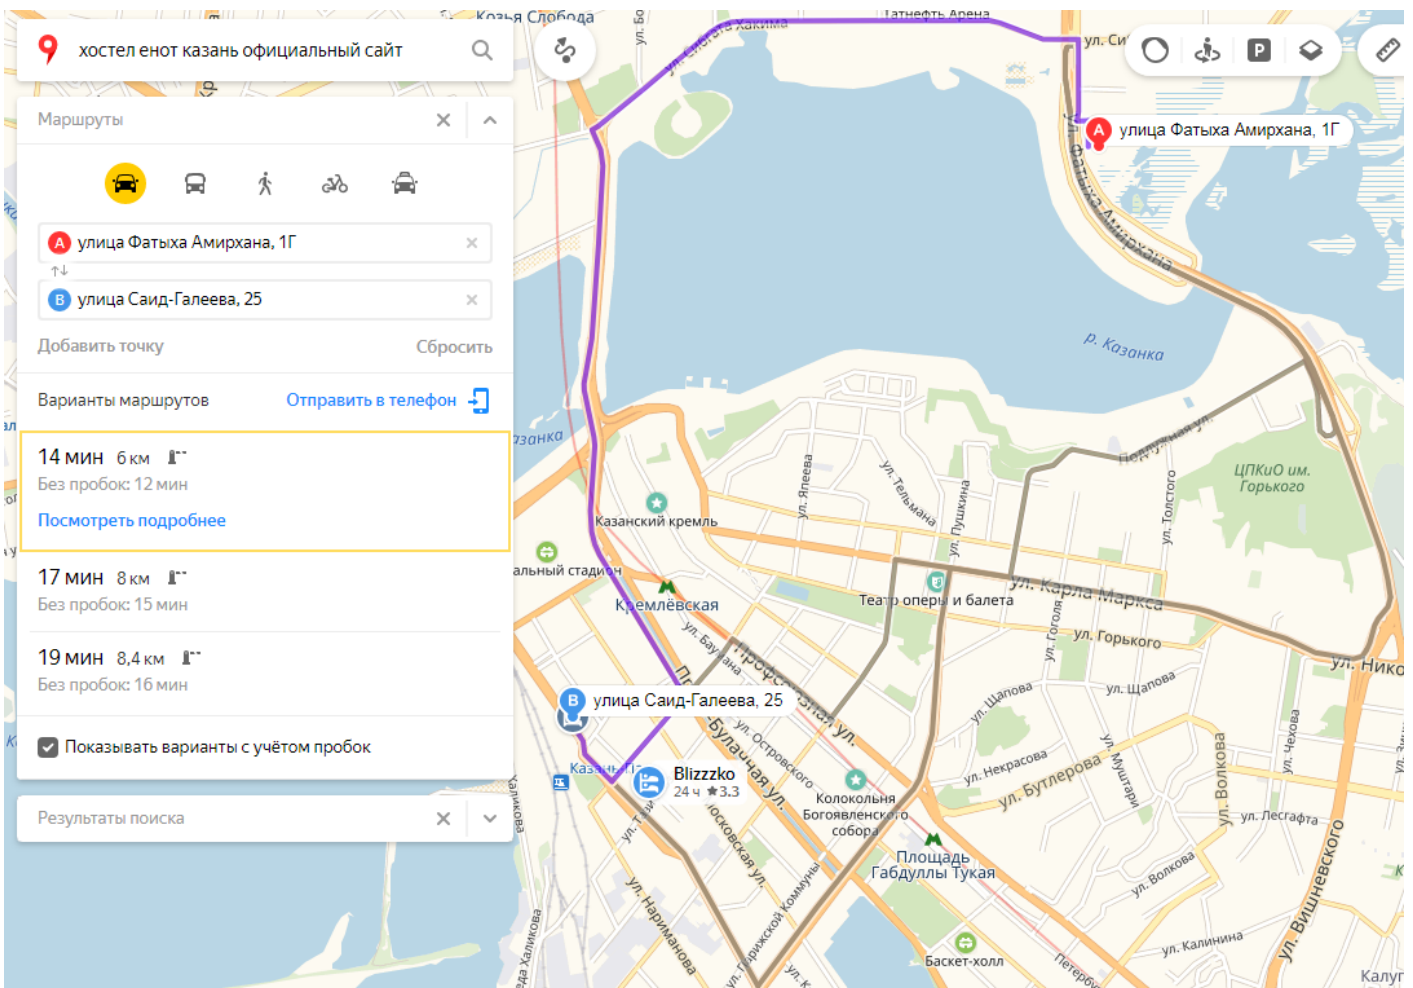 хостел енот казань официальный сайт
Маршруты
A улица Фатыха Амирхана, 1Г
B улица Саид-Галеева, 25
Добавить точку
Сбросить
Варианты маршрутов
Отправить в телефон
14 мин 6 км
Без пробок: 12 мин
Посмотреть подробнее
17 мин 8 км
Без пробок: 15 мин
19 мин 8,4 км
Без пробок: 16 мин
Показывать варианты с учётом пробок
Результаты поиска
Козья Слобода
ул. Сибгата Хакима
Татнефть Арена
P
A улица Фатыха Амирхана, 1Г
ул. Фатыха Амирхана
р. Казанка
Подлужная ул.
ЦПКиО им.
Горького
ул. Япеева
ул. Тельмана
ул. Пушкина
ул. Толстого
Казанский кремль
Кремлёвская
Театр оперы и балета
ул. Карла Маркса
ул. Гоголя
ул. Горького
ул. Баумана
Профсоюзная ул.
B улица Саид-Галеева, 25
ул. Щапова
ул. Щапова
ул. Островского
ул. Некрасова
ул. Бутлерова
ул. Муштари
ул. Волкова
ул. Чехова
Blizzzko
24 ч ★3.3
Колокольня
Богоявленского
собора
ул. Лесгафта
Площадь
Габдуллы Тукая
ул. Волкова
ул. Вишневского
Московская ул.
ул. Нариманова
ул. Парижской Коммуны
Баскет-холл
ул. Калинина